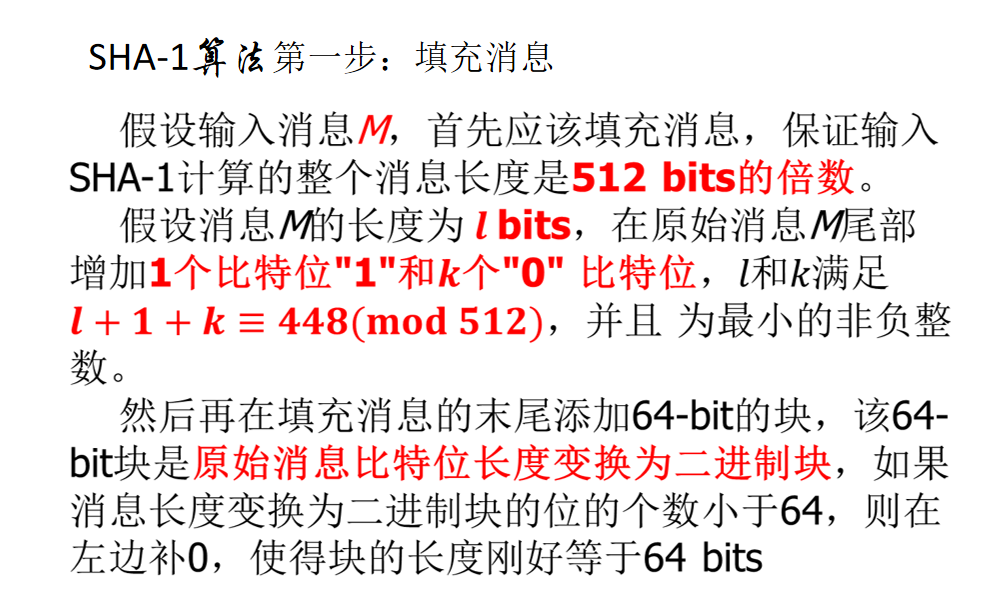 SHA-1算法第一步：填充消息
假设输入消息M，首先应该填充消息，保证输入
SHA-1计算的整个消息长度是512 bits的倍数。
假设消息M的长度为 l bits，在原始消息M尾部
增加1个比特位"1"和k个"0" 比特位，l和k满足
l + 1 + k ≡ 448(mod 512)，并且 为最小的非负整
数。
然后再在填充消息的末尾添加64-bit的块，该64-
bit块是原始消息比特位长度变换为二进制块，如果
消息长度变换为二进制块的位的个数小于64，则在
左边补0，使得块的长度刚好等于64 bits